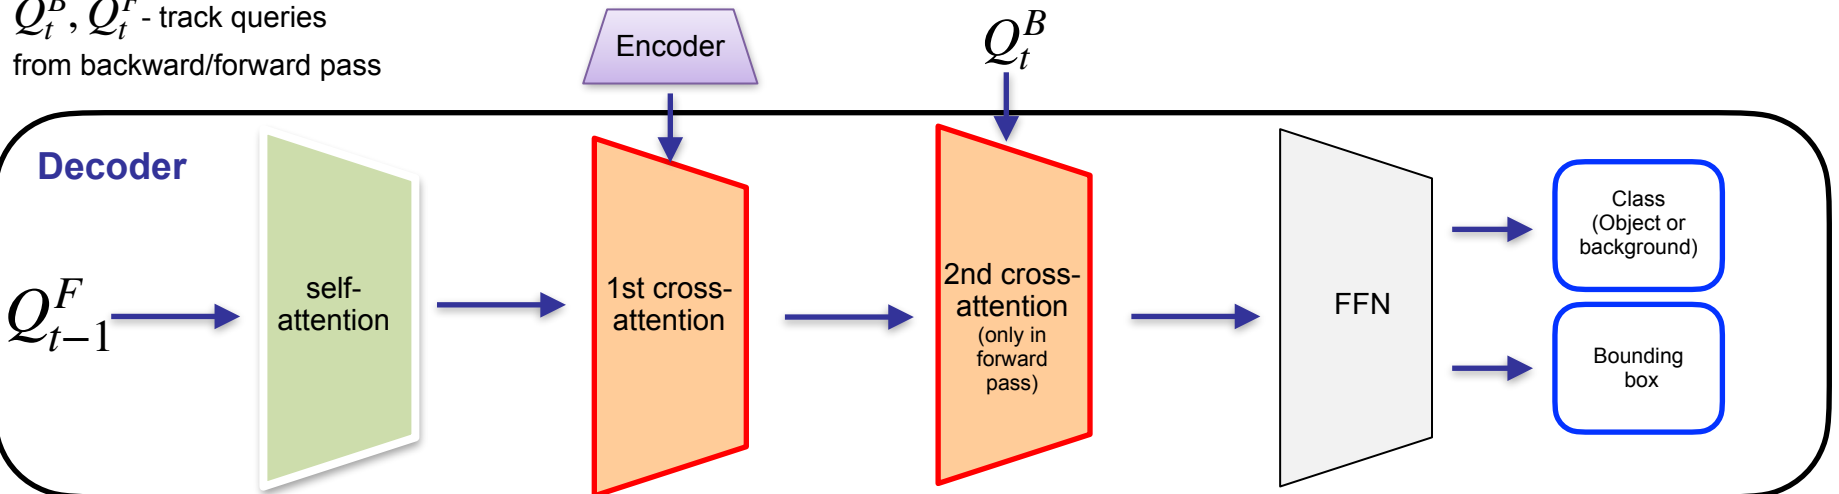 Q_t^B, Q_t^F - track queries
from backward/forward pass
Encoder
Q_t^B
Decoder
Q_{t-1}^F
self-
attention
1st cross-
attention
2nd cross-
attention
(only in
forward
pass)
FFN
Class
(Object or
background)
Bounding
box